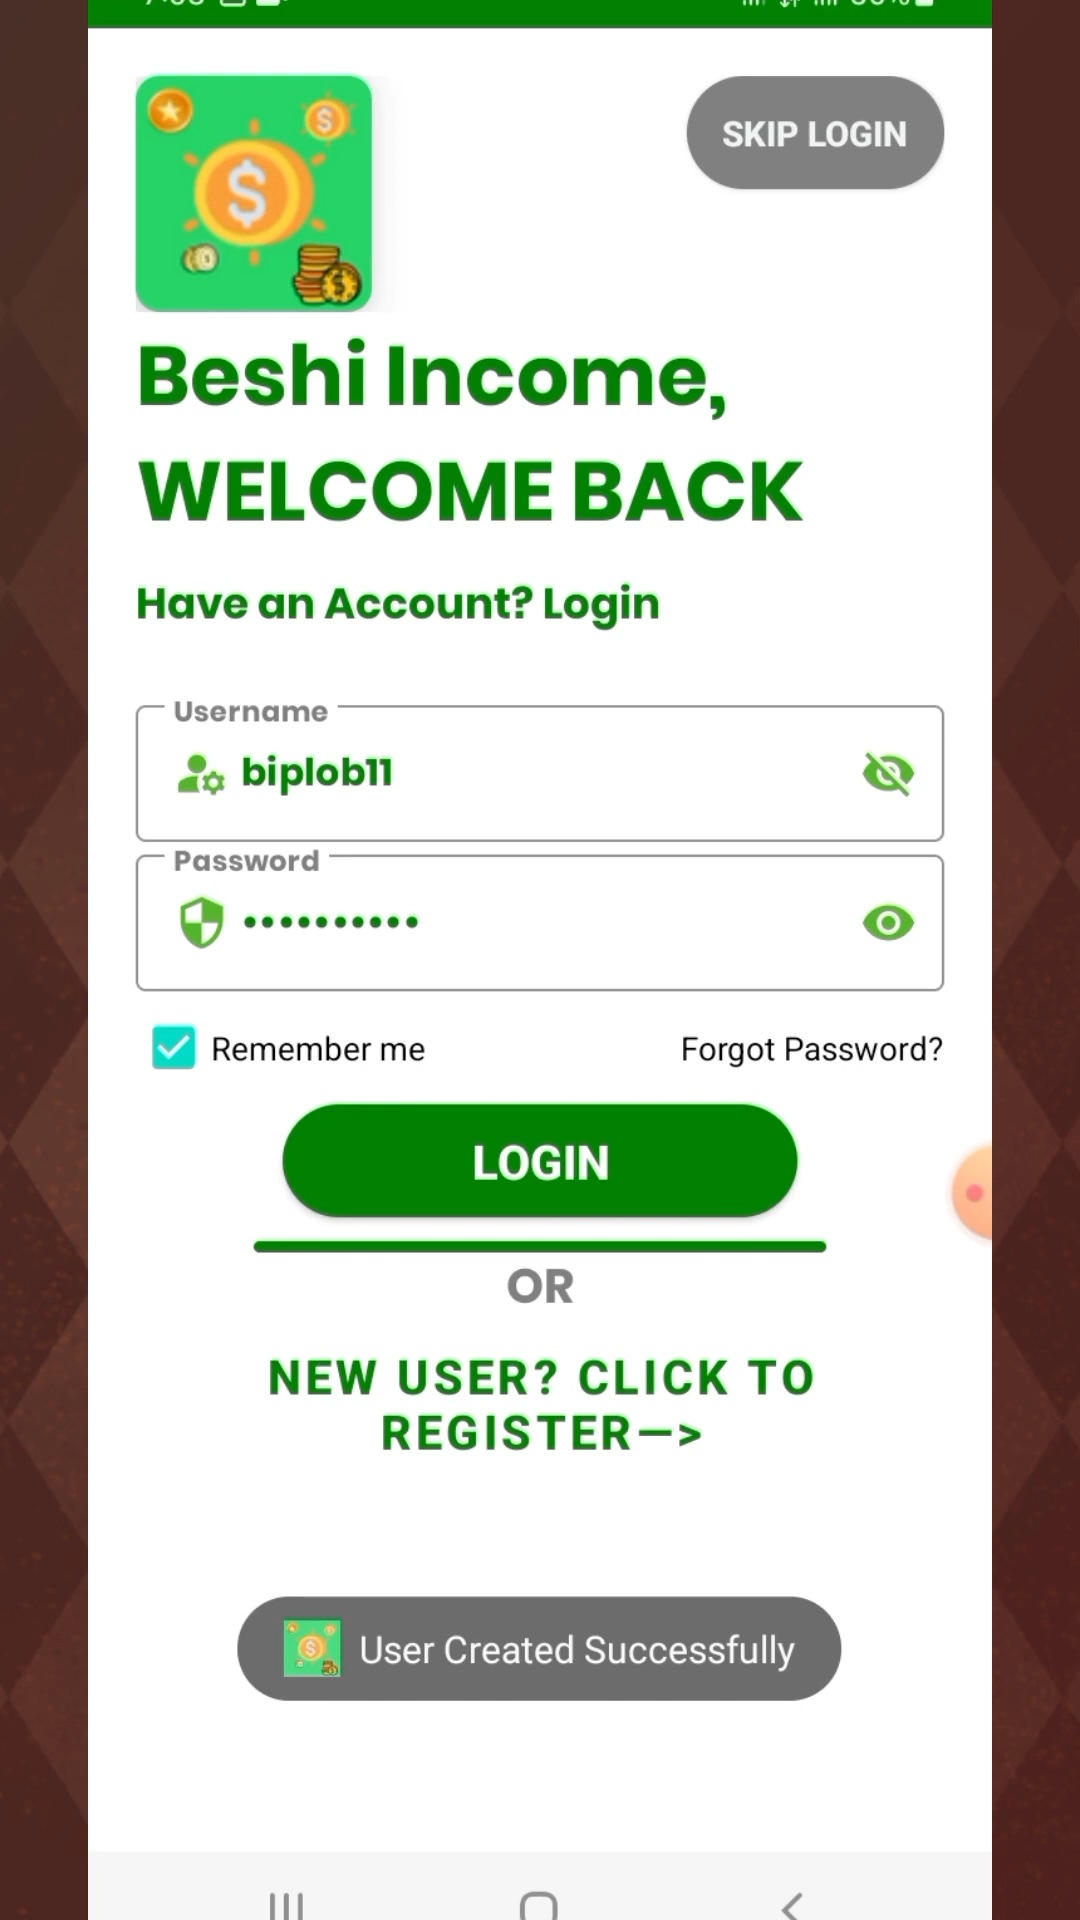 SKIP LOGIN
Beshi Income,
WELCOME BACK
Have an Account? Login
Username
biplob11
Password
Remember me
Forgot Password?
LOGIN
OR
NEW USER? CLICK TO
REGISTER—>
User Created Successfully